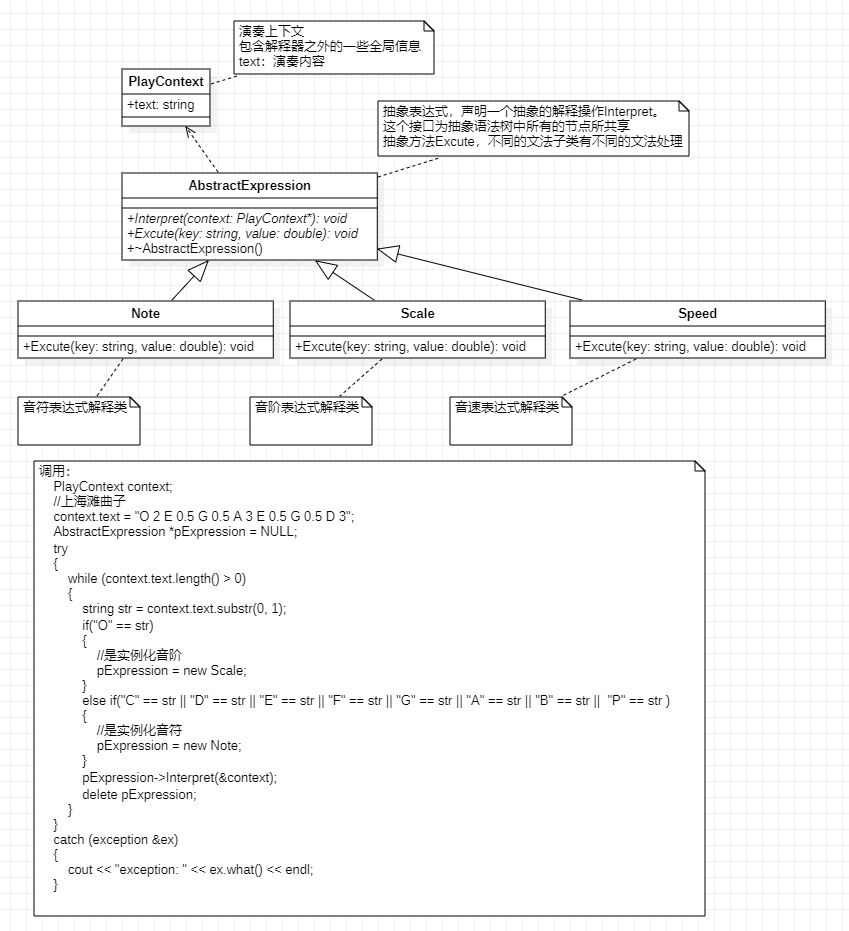 演奏上下文
包含解释器之外的一些全局信息
text：演奏内容
PlayContext
+text: string
抽象表达式，声明一个抽象的解释操作Interpret。
这个接口为抽象语法树中所有的节点所共享
抽象方法Excute，不同的文法子类有不同的文法处理
AbstractExpression
+Interpret(context: PlayContext*): void
+Excute(key: string, value: double): void
+~AbstractExpression()
Note
+Excute(key: string, value: double): void
Scale
+Excute(key: string, value: double): void
Speed
+Excute(key: string, value: double): void
音符表达式解释类
音阶表达式解释类
音速表达式解释类
调用：
PlayContext context;
//上海滩曲子
context.text = "O 2 E 0.5 G 0.5 A 3 E 0.5 G 0.5 D 3";
AbstractExpression *pExpression = NULL;
try
{
while (context.text.length() > 0)
{
string str = context.text.substr(0, 1);
if("O" == str)
{
//是实例化音阶
pExpression = new Scale;
}
else if("C" == str || "D" == str || "E" == str || "F" == str || "G" == str || "A" == str || "B" == str ||  "P" == str )
{
//是实例化音符
pExpression = new Note;
}
pExpression->Interpret(&context);
delete pExpression;
}
}
catch (exception &ex)
{
cout << "exception: " << ex.what() << endl;
}